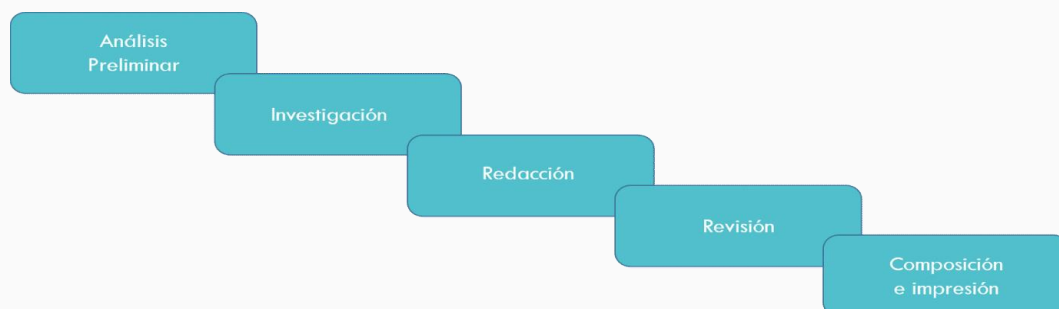 Análisis
Preliminar
Investigación
Redacción
Revisión
Composición
e impresión